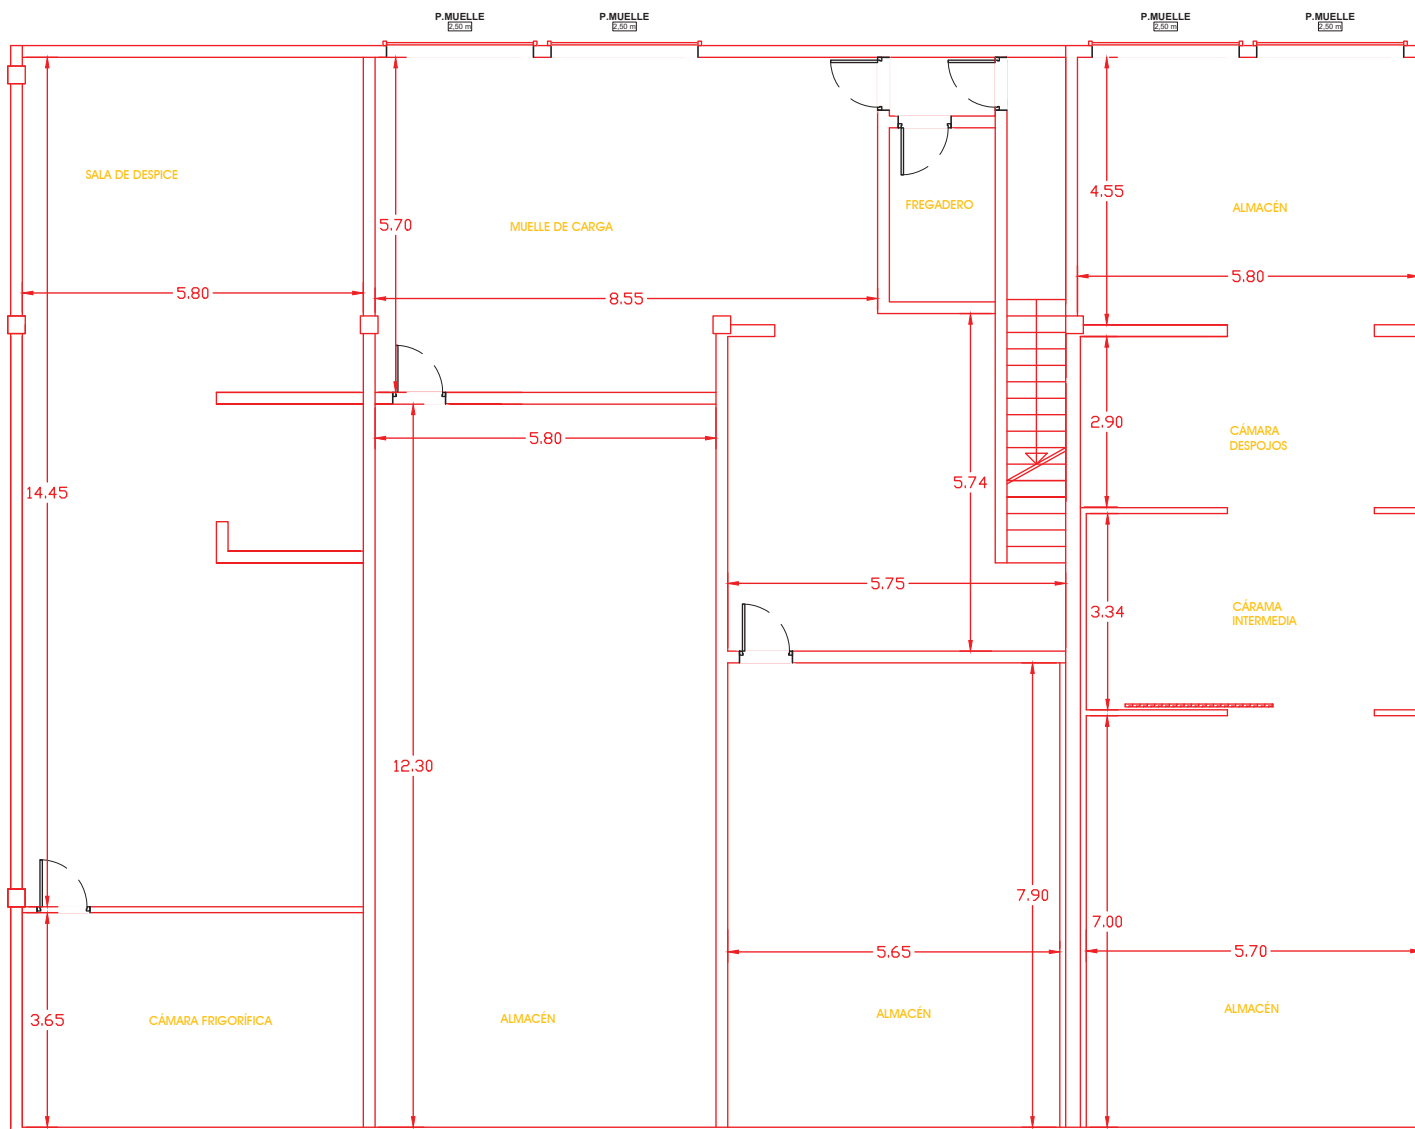 P.MUELLE
2,50 m
P.MUELLE
2,50 m
P.MUELLE
2,50 m
P.MUELLE
2,50 m
SALA DE DESPICE
MUELLE DE CARGA
FREGADERO
ALMACÉN
4.55
5.70
5.80
5.80
8.55
2.90
CÁMARA
DESPOJOS
5.80
5.74
14.45
5.75
3.34
CÁRAMA
INTERMEDIA
12.30
7.90
7.00
5.65
5.70
3.65
CÁMARA FRIGORÍFICA
ALMACÉN
ALMACÉN
ALMACÉN